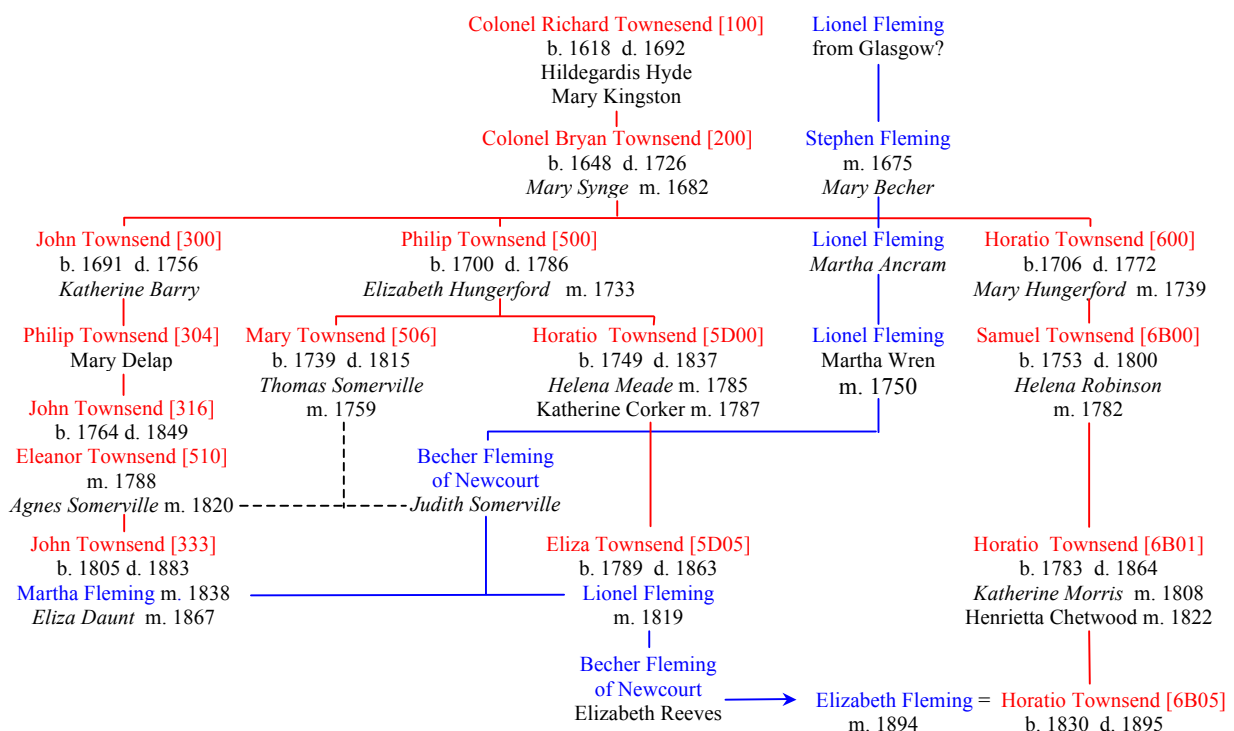 Colonel Richard Townesend [100]
b. 1618 d. 1692
Hildegardis Hyde
Mary Kingston
Lionel Fleming
from Glasgow?
Colonel Bryan Townsend [200]
b. 1648 d. 1726
Mary Synge m. 1682
Stephen Fleming
m. 1675
Mary Becher
John Townsend [300]
b. 1691 d. 1756
Katherine Barry
Philip Townsend [500]
b. 1700 d. 1786
Elizabeth Hungerford m. 1733
Lionel Fleming
Martha Ancram
Horatio Townsend [600]
b.1706 d. 1772
Mary Hungerford m. 1739
Philip Townsend [304]
Mary Delap
Mary Townsend [506]
b. 1739 d. 1815
Thomas Somerville
m. 1759
Horatio Townsend [5D00]
b. 1749 d. 1837
Helena Meade m. 1785
Katherine Corker m. 1787
Lionel Fleming
Martha Wren
m. 1750
Samuel Townsend [6B00]
b. 1753 d. 1800
Helena Robinson
m. 1782
John Townsend [316]
b. 1764 d. 1849
Eleanor Townsend [510]
m. 1788
Agnes Somerville m. 1820
Becher Fleming
of Newcourt
Judith Somerville
John Townsend [333]
b. 1805 d. 1883
Martha Fleming m. 1838
Eliza Daunt m. 1867
Eliza Townsend [5D05]
b. 1789 d. 1863
Lionel Fleming
m. 1819
Horatio Townsend [6B01]
b. 1783 d. 1864
Katherine Morris m. 1808
Henrietta Chetwood m. 1822
Becher Fleming
of Newcourt
Elizabeth Reeves
Elizabeth Fleming = Horatio Townsend [6B05]
m. 1894 b. 1830 d. 1895